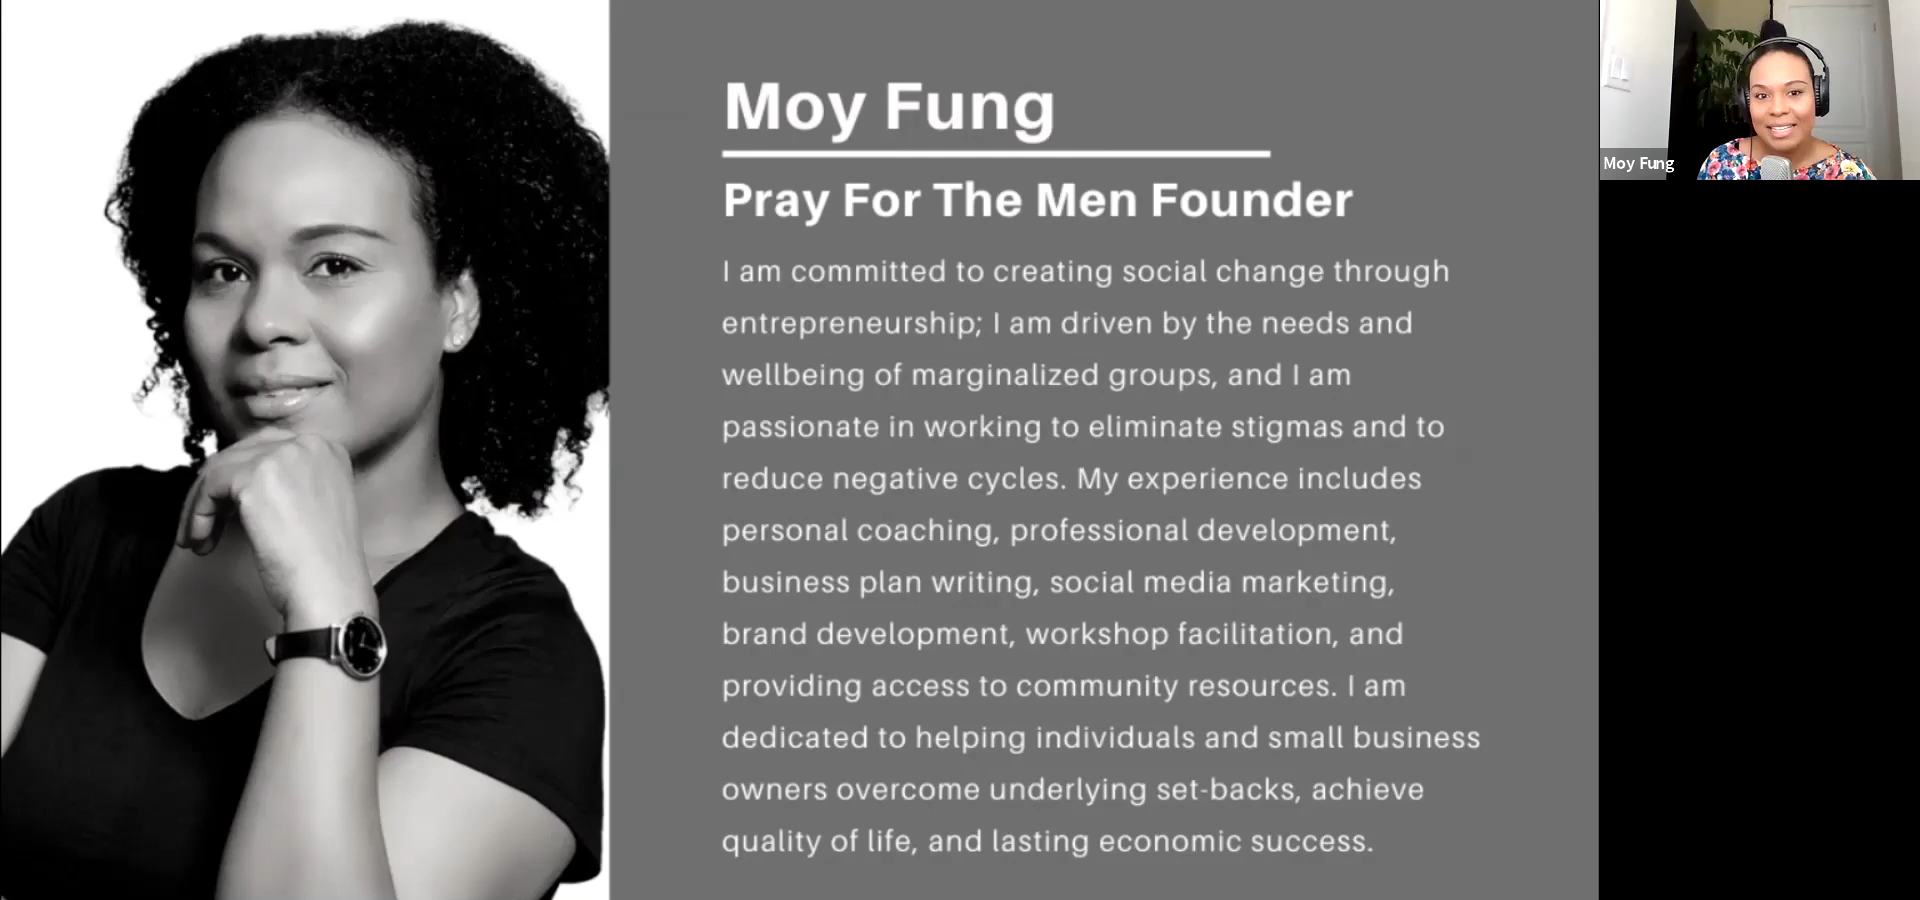 Moy Fung
Pray For The Men Founder
I am committed to creating social change through
entrepreneurship; I am driven by the needs and
wellbeing of marginalized groups, and I am
passionate in working to eliminate stigmas and to
reduce negative cycles. My experience includes
personal coaching, professional development,
business plan writing, social media marketing,
brand development, workshop facilitation, and
providing access to community resources. I am
dedicated to helping individuals and small business
owners overcome underlying set-backs, achieve
quality of life, and lasting economic success.
Moy Fung